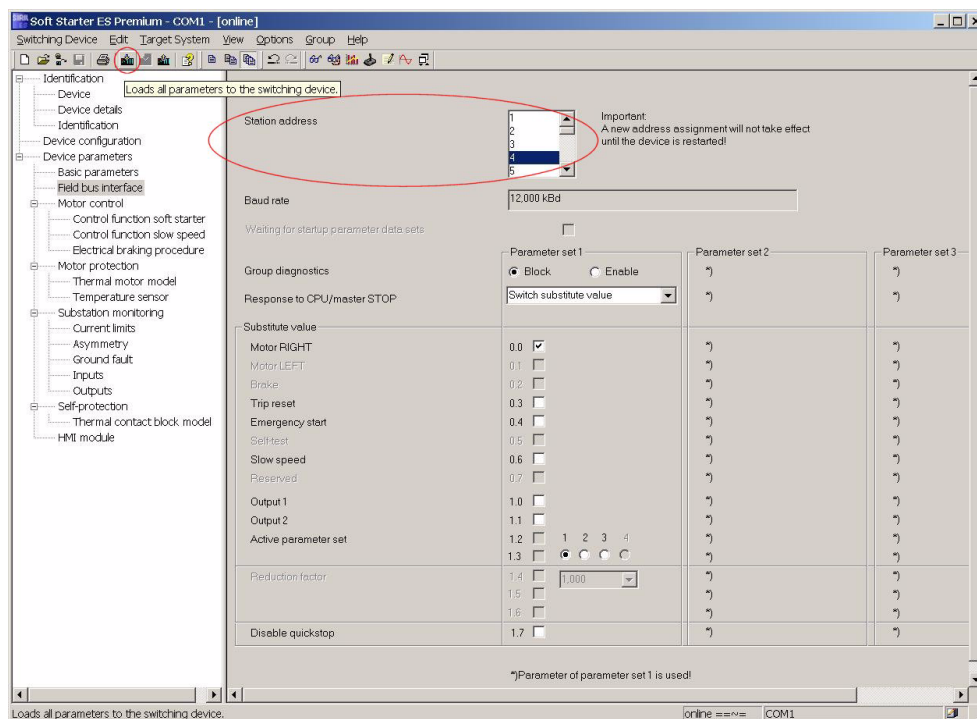 Soft Starter ES Premium - COM1 - [online]
Switching Device Edit Target System View Options Group Help
Loads all parameters to the switching device.
Identification
Device
Device details
Identification
Device configuration
Device parameters
Basic parameters
Field bus interface
Motor control
Control function soft starter
Control function slow speed
Electrical braking procedure
Motor protection
Thermal motor model
Temperature sensor
Substation monitoring
Current limits
Asymmetry
Ground fault
Inputs
Outputs
Self-protection
Thermal contact block model
HMI module
Station address
1
2
3
4
5
Important:
A new address assignment will not take effect
until the device is restarted!
Baud rate 12,000 kBd
Waiting for startup parameter data sets
Parameter set 1 Parameter set 2 Parameter set 3
Group diagnostics Block Enable *) *)
Response to CPU/master STOP Switch substitute value *) *)
Substitute value
Motor RIGHT 0.0 *) *)
Motor LEFT 0.1 *) *)
Brake 0.2 *) *)
Trip reset 0.3 *) *)
Emergency start 0.4 *) *)
Self-test 0.5 *) *)
Slow speed 0.6 *) *)
Reserved 0.7 *) *)
Output 1 1.0 *) *)
Output 2 1.1 *) *)
Active parameter set 1.2 1 2 3 4 *) *)
1.3 *) *)
Reduction factor 1.4 1,000 *) *)
1.5 *) *)
1.6 *) *)
Disable quickstop 1.7 *) *)
*)Parameter of parameter set 1 is used!
Loads all parameters to the switching device. online ==~= COM1